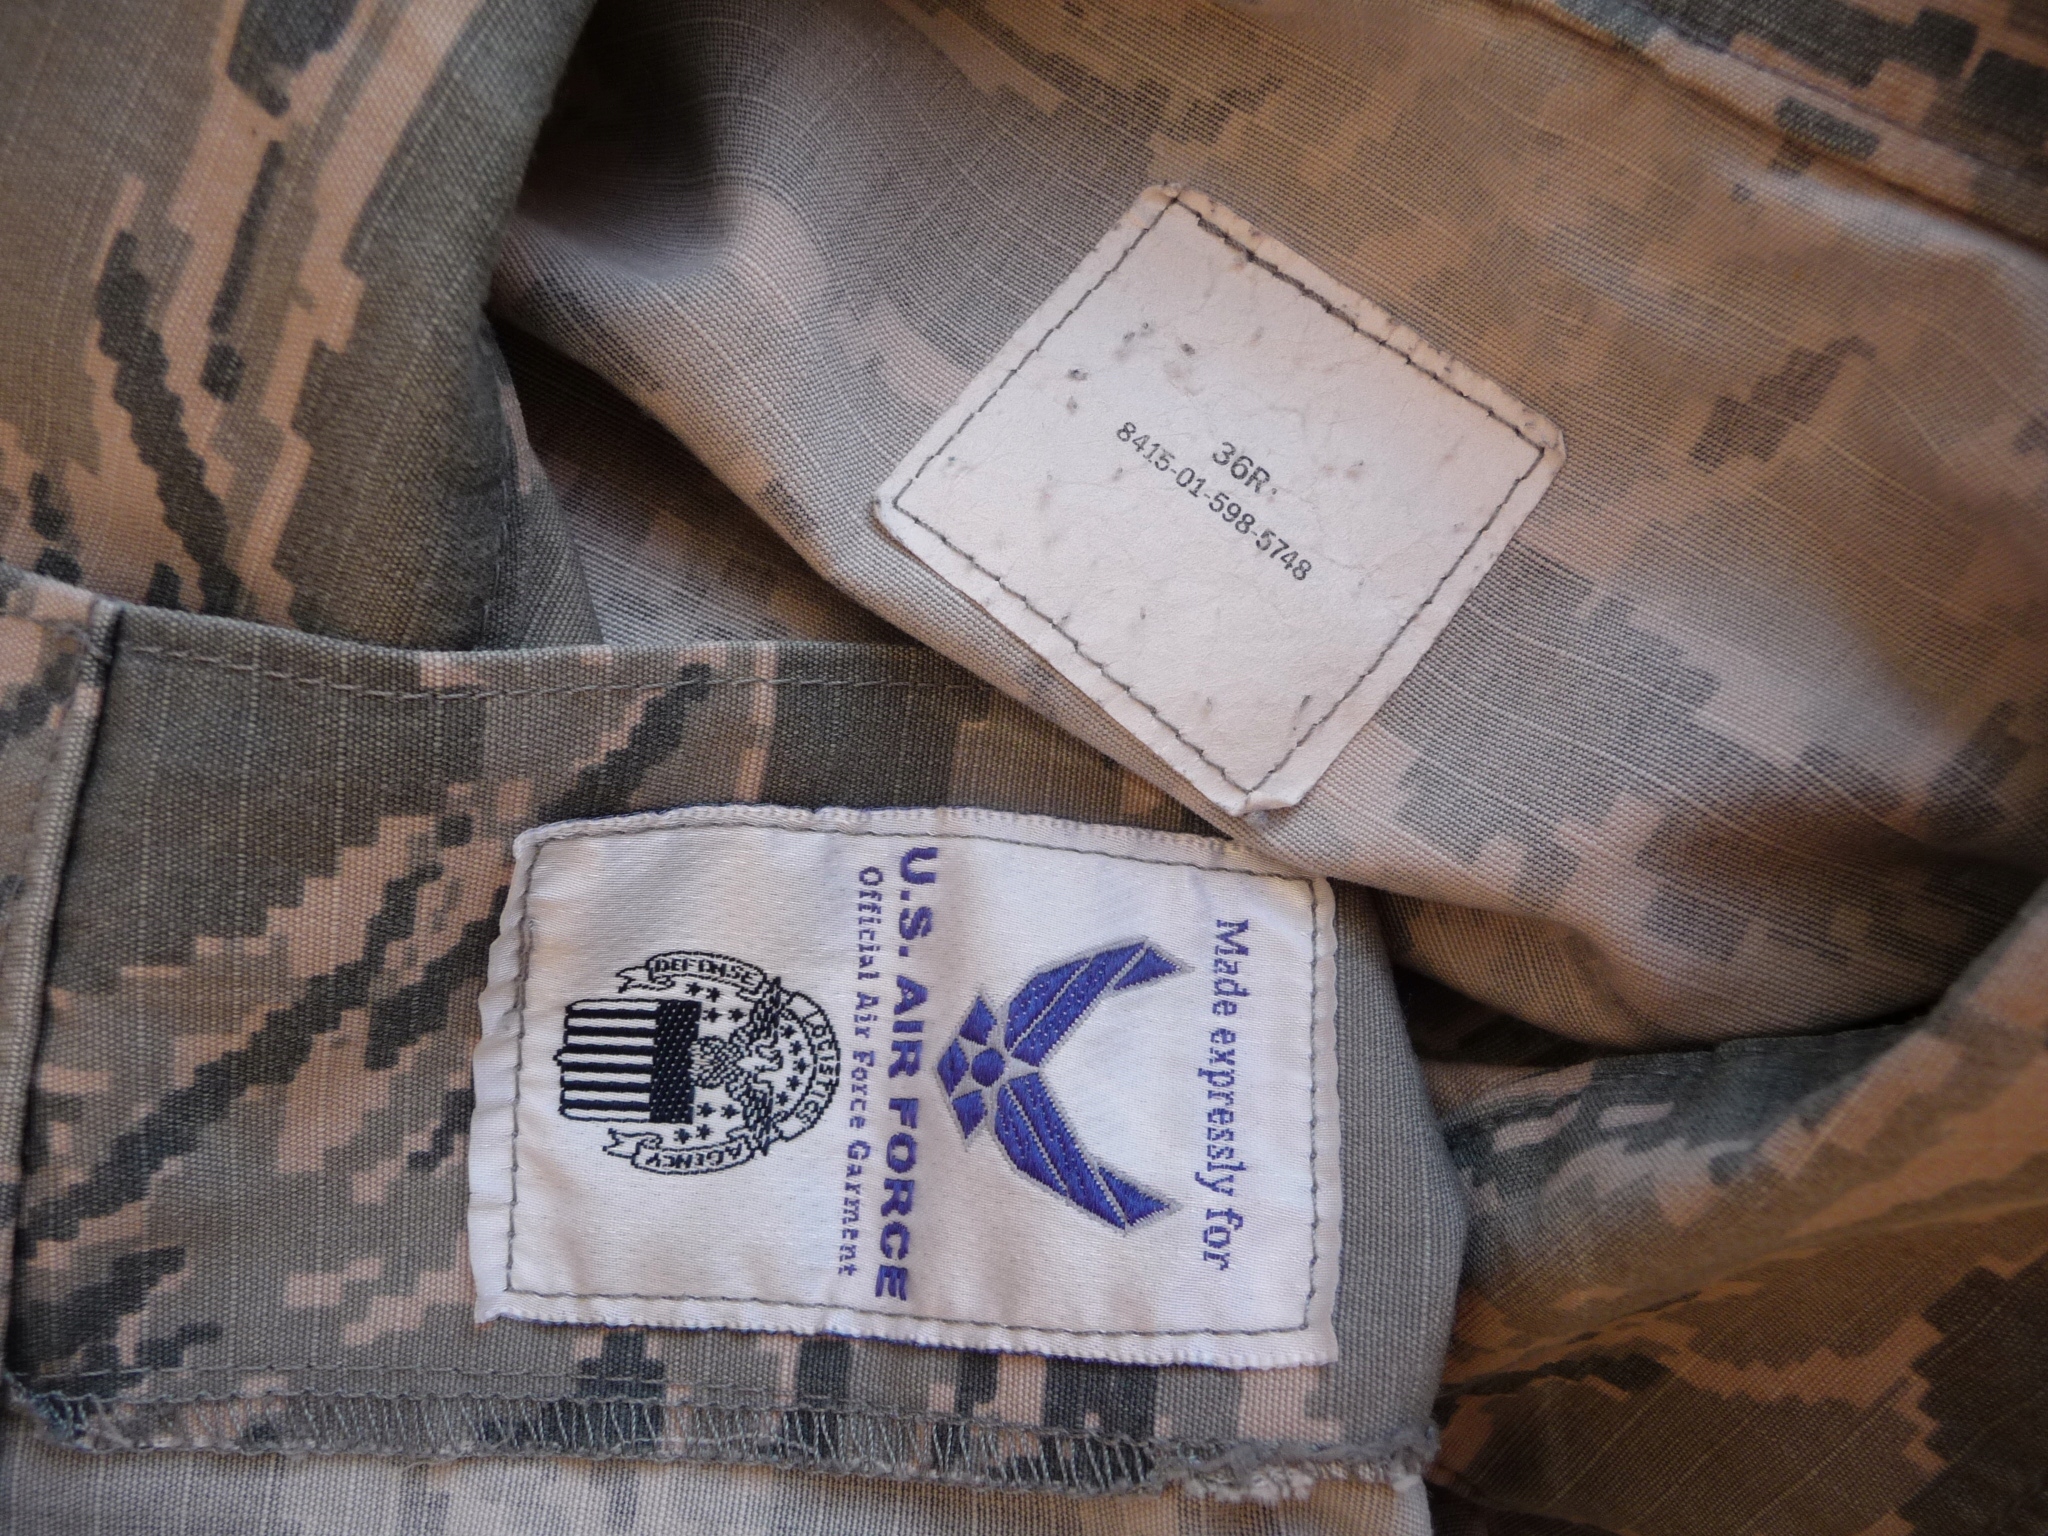 36R
8415-01-598-5748
Made expressly for
U.S. AIR FORCE
Official Air Force Garment
DEFENSE LOGISTICS AGENCY